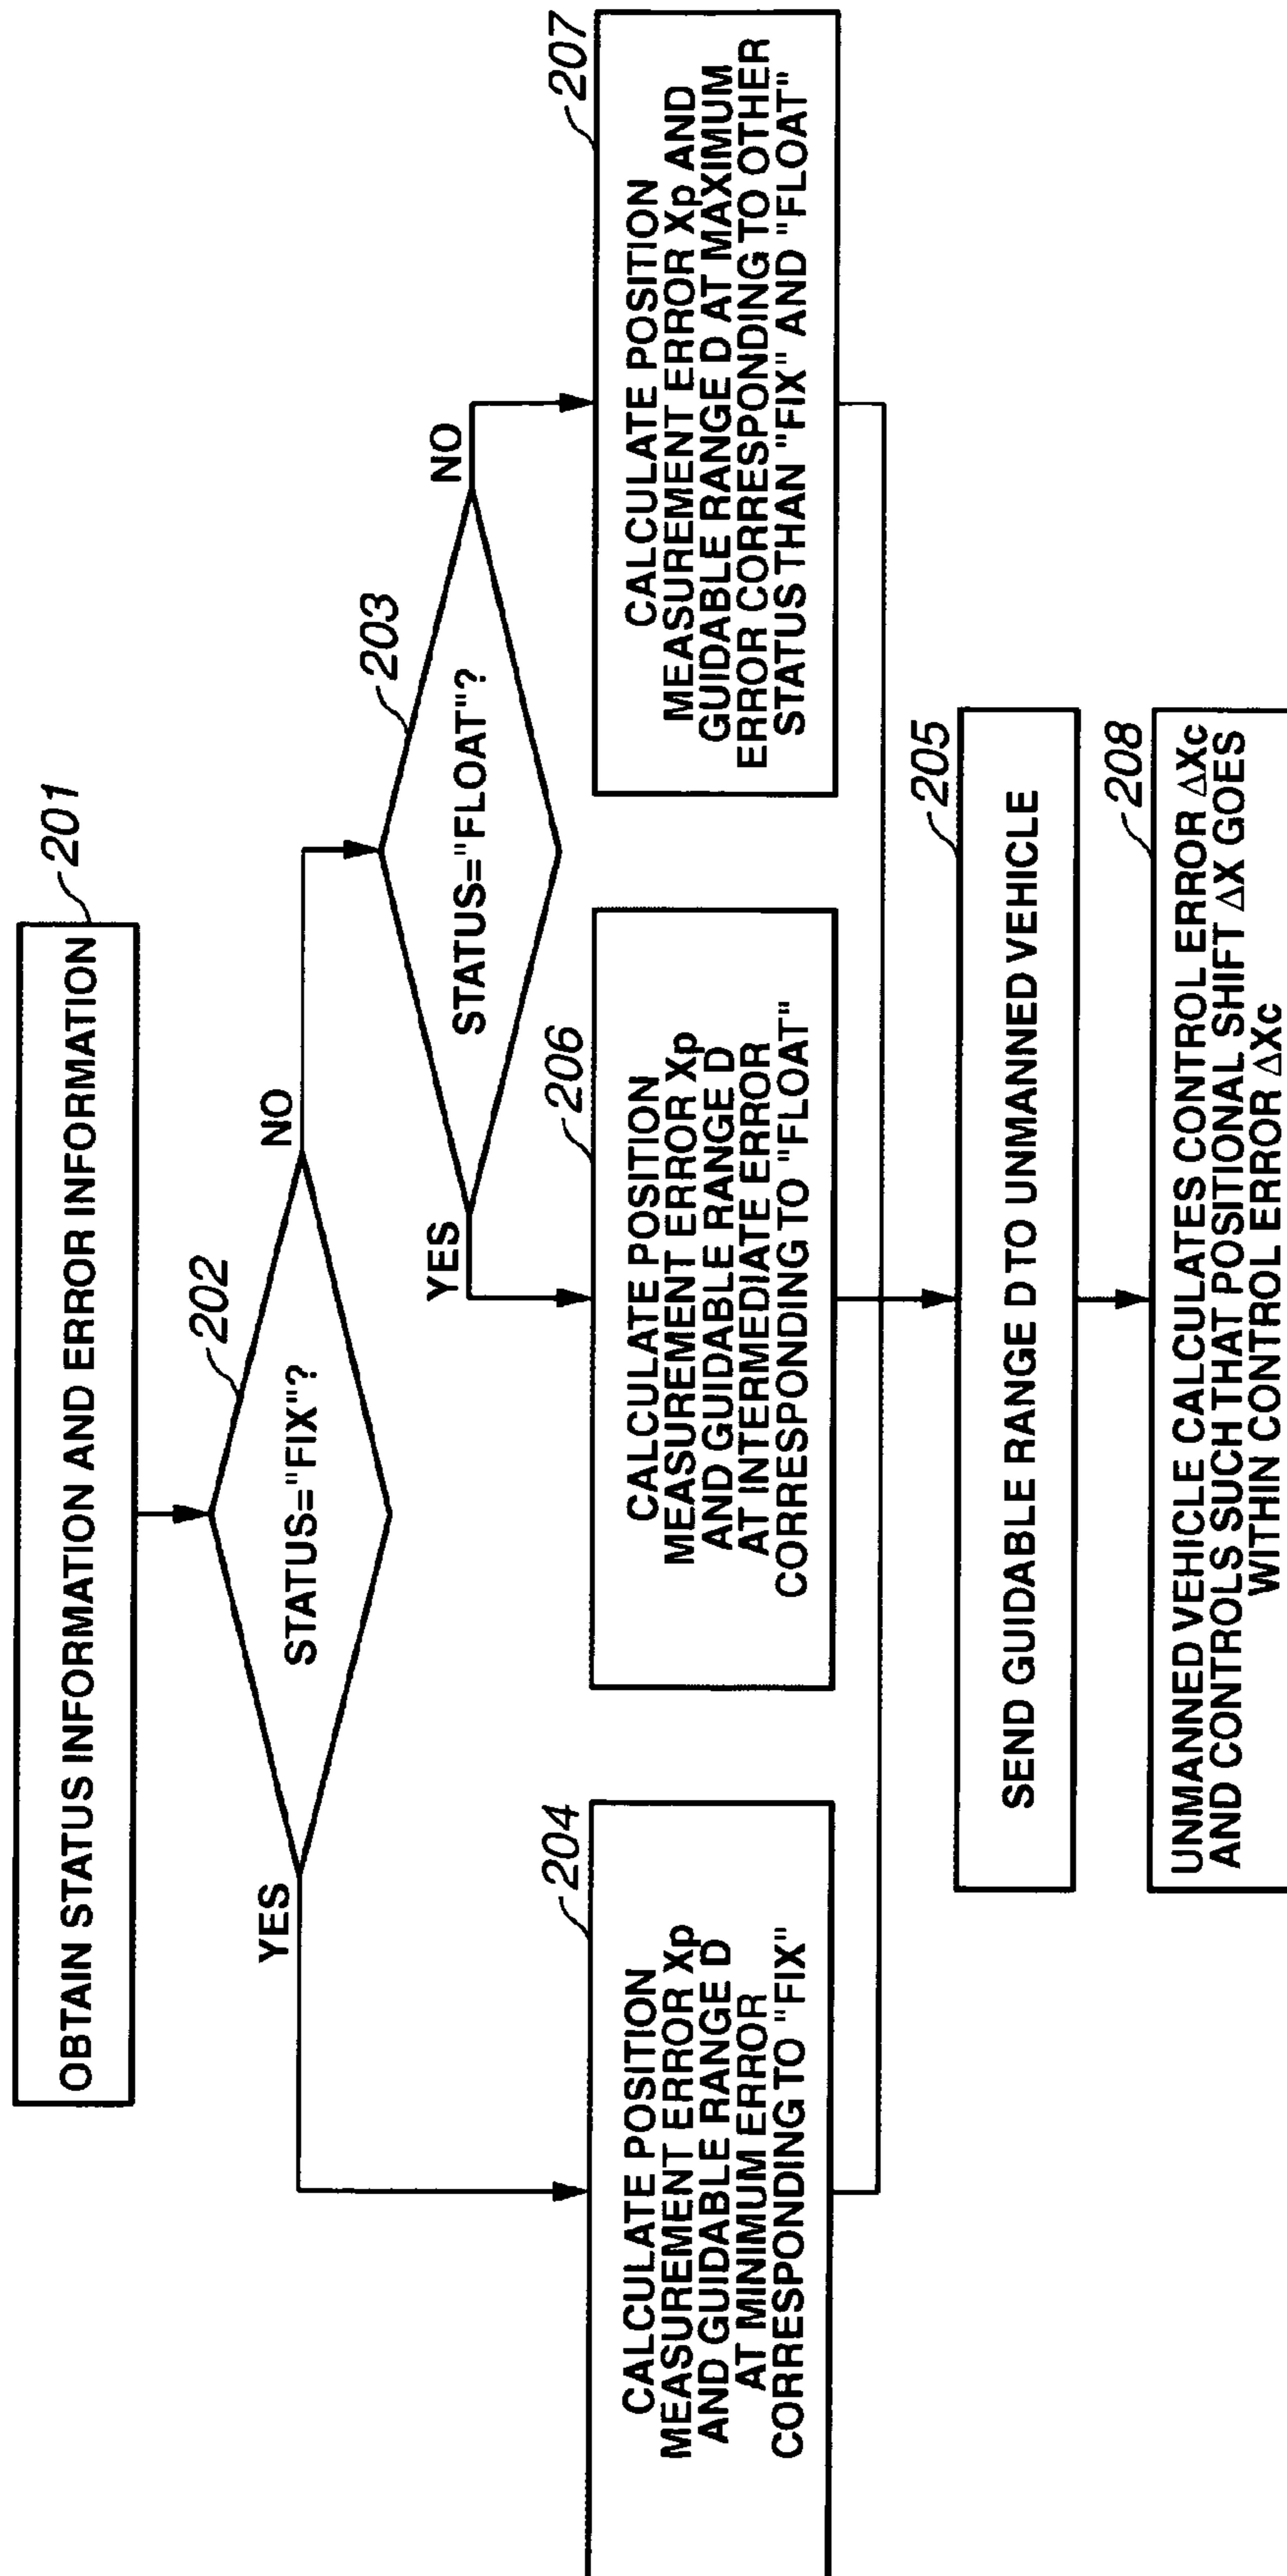 201
OBTAIN STATUS INFORMATION AND ERROR INFORMATION
202
STATUS="FIX"?
YES
NO
203
STATUS="FLOAT"?
YES
NO
204
CALCULATE POSITION
MEASUREMENT ERROR Xp
AND GUIDABLE RANGE D
AT MINIMUM ERROR
CORRESPONDING TO "FIX"
206
CALCULATE POSITION
MEASUREMENT ERROR Xp
AND GUIDABLE RANGE D
AT INTERMEDIATE ERROR
CORRESPONDING TO "FLOAT"
207
CALCULATE POSITION
MEASUREMENT ERROR Xp AND
GUIDABLE RANGE D AT MAXIMUM
ERROR CORRESPONDING TO OTHER
STATUS THAN "FIX" AND "FLOAT"
205
SEND GUIDABLE RANGE D TO UNMANNED VEHICLE
208
UNMANNED VEHICLE CALCULATES CONTROL ERROR ΔXc
AND CONTROLS SUCH THAT POSITIONAL SHIFT ΔX GOES
WITHIN CONTROL ERROR ΔXc